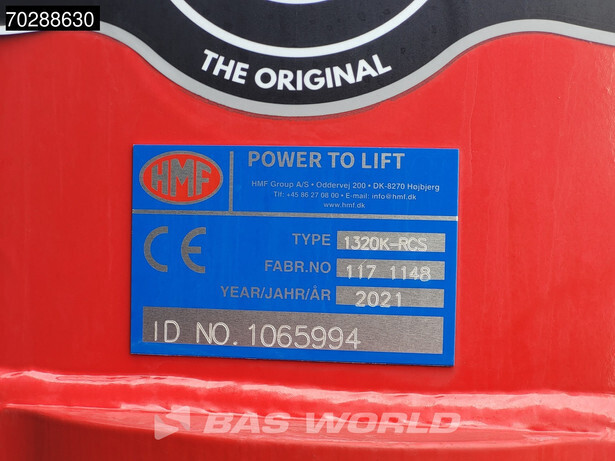 70288630
THE ORIGINAL
HMF
POWER TO LIFT
HMF Group A/S • Oddervej 200 • DK-8270 Højbjerg
Tlf: +45 86 27 08 00 • E-mail: info@hmf.dk
www.hmf.dk
CE
TYPE 1320K-RCS
FABR.NO 117 1148
YEAR/JAHR/ÅR 2021
ID NO. 1065994
BAS WORLD